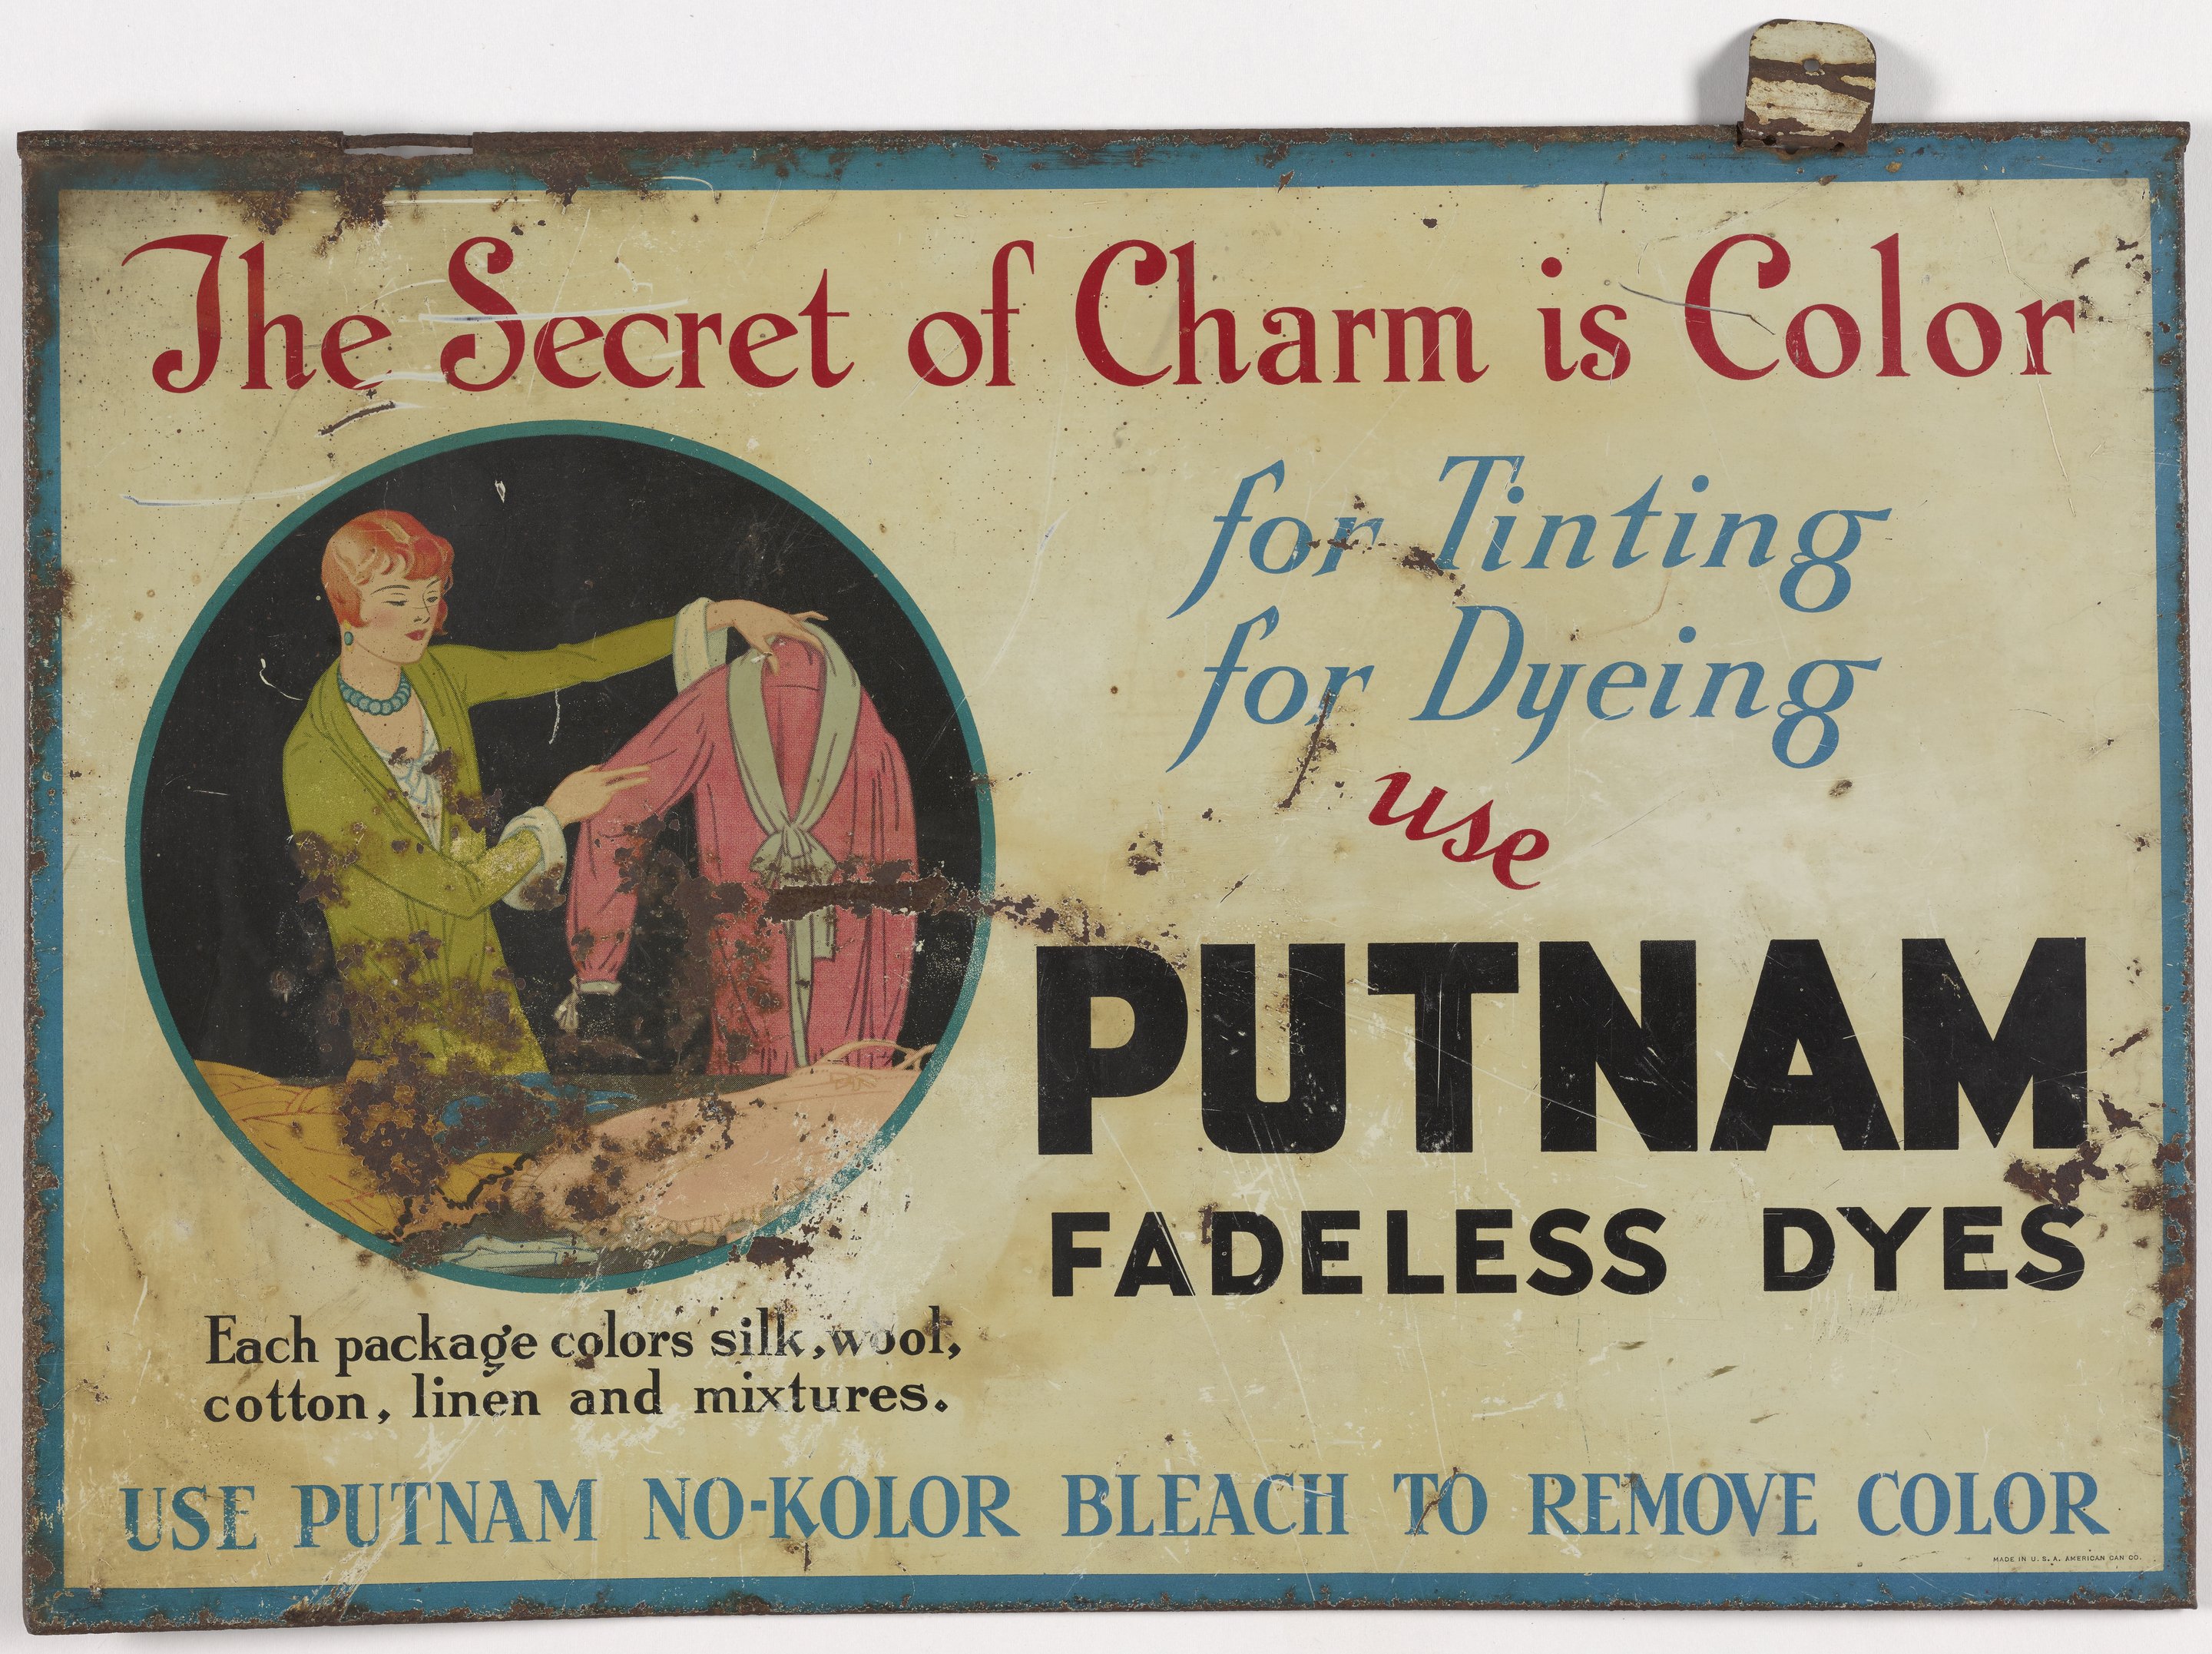 The Secret of Charm is Color
for Tinting
for Dyeing
use
PUTNAM
FADELESS DYES
Each package colors silk, wool,
cotton, linen and mixtures.
USE PUTNAM NO-KOLOR BLEACH TO REMOVE COLOR
MADE IN U.S.A. AMERICAN CAN CO.